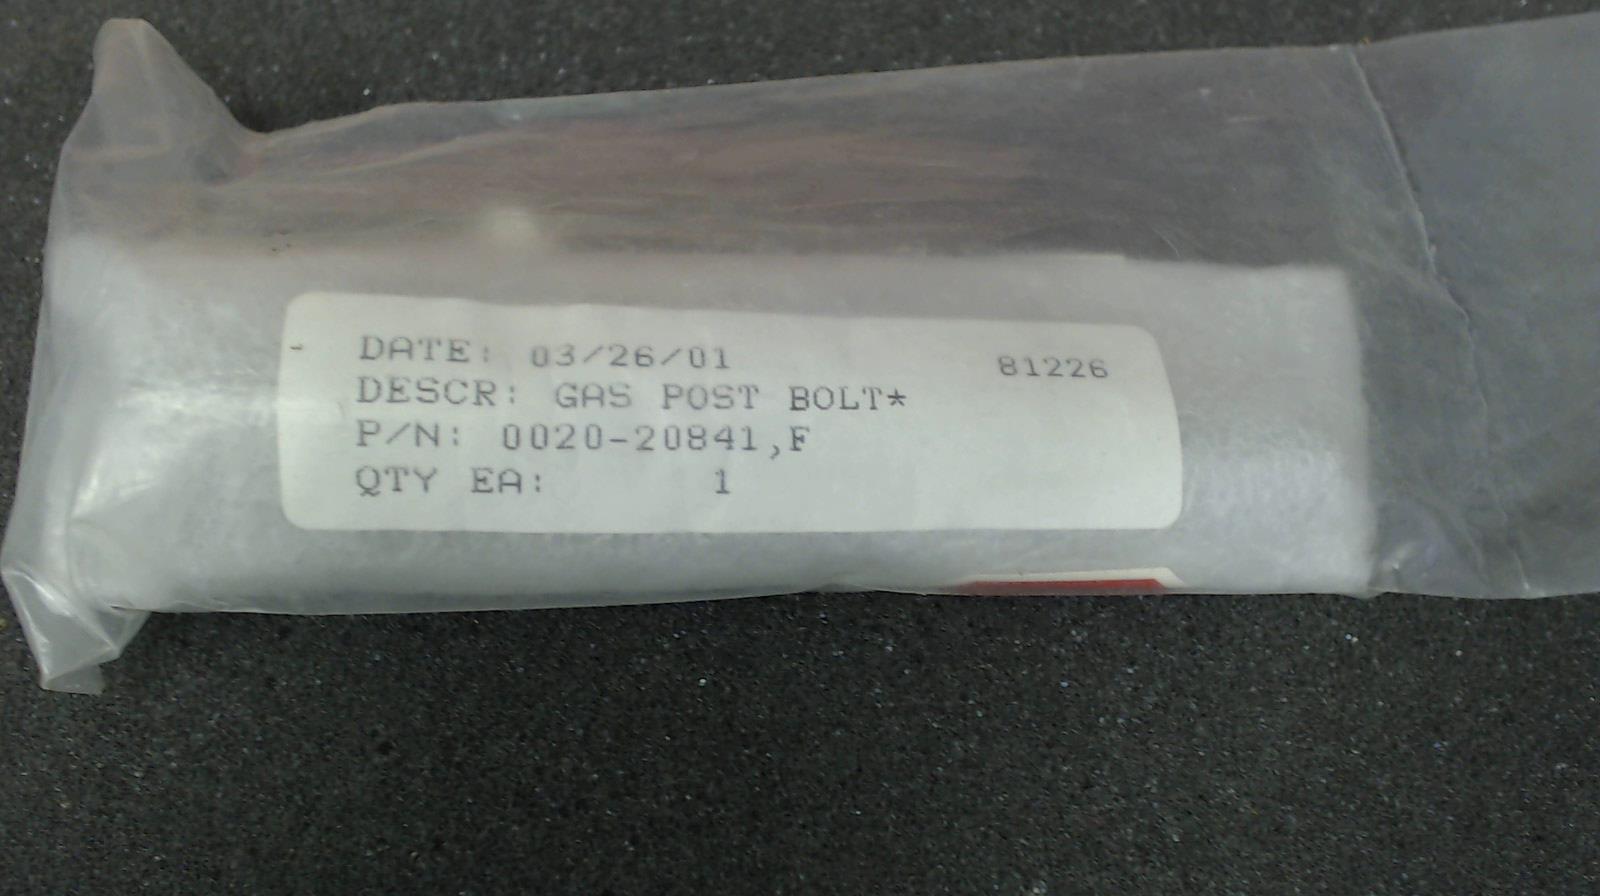 DATE: 03/26/01 81226
DESCR: GAS POST BOLT*
P/N: 0020-20841,F
QTY EA: 1